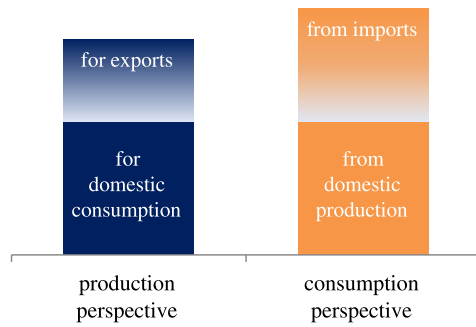 for exports
for
domestic
consumption
from imports
from
domestic
production
production
perspective
consumption
perspective